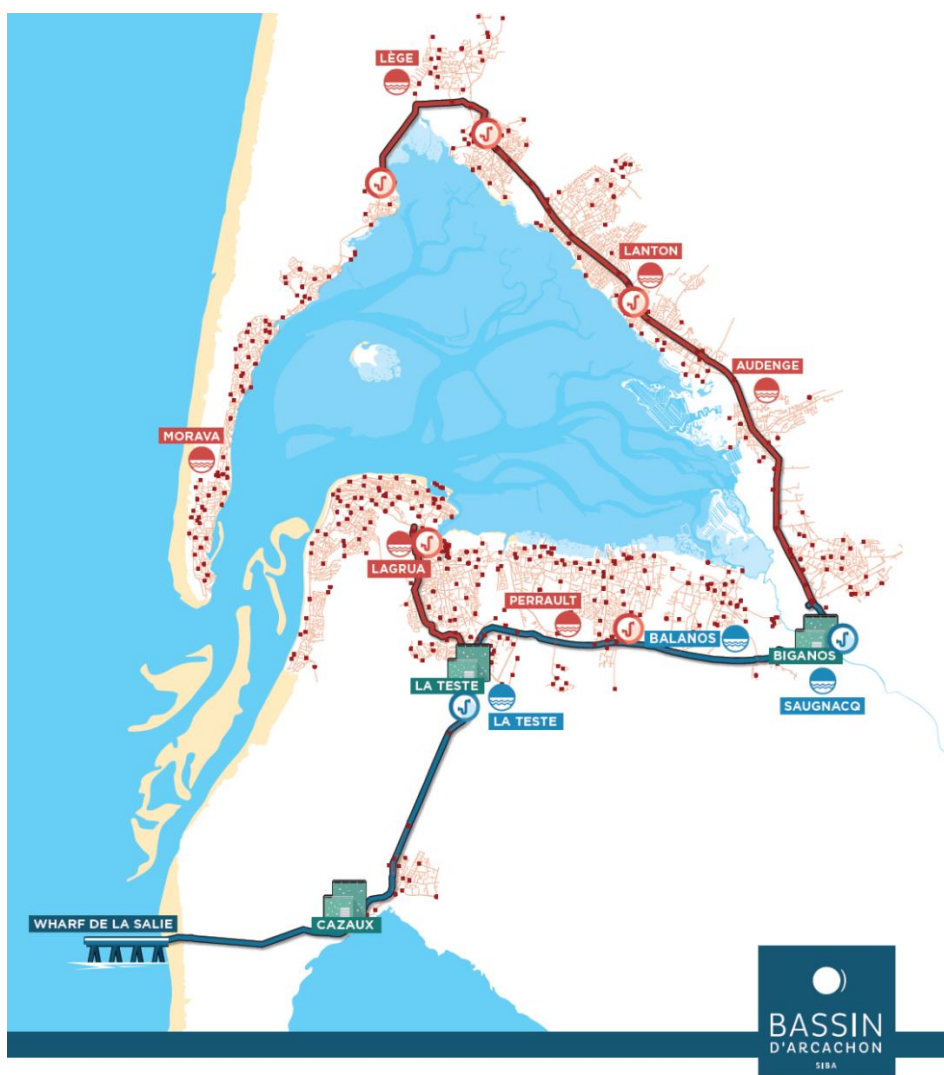 LÈGE
LANTON
AUDENGE
MORAVA
LAGRUA
PERRAULT
BALANOS
BIGANOS
LA TESTE
SAUGNACQ
LA TESTE
WHARF DE LA SALIE
CAZAUX
BASSIN
D'ARCACHON
SIBA